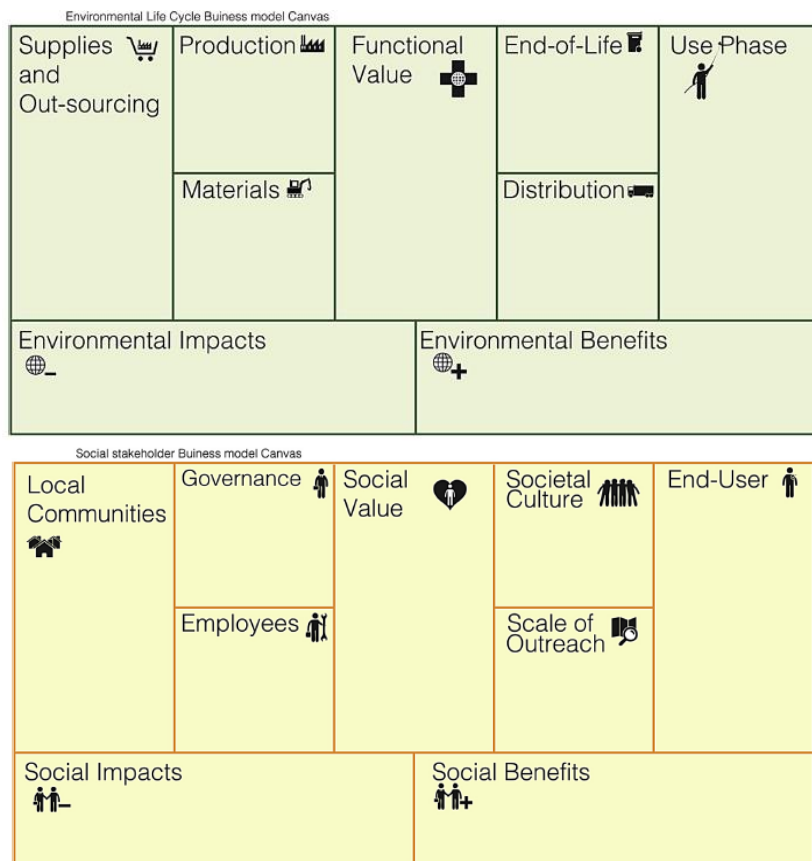 Environmental Life Cycle Buiness model Canvas
Supplies
and
Out-sourcing
Production
Materials
Functional
Value
End-of-Life
Distribution
Use Phase
Environmental Impacts
Environmental Benefits
Social stakeholder Buiness model Canvas
Local
Communities
Governance
Employees
Social
Value
Societal
Culture
Scale of
Outreach
End-User
Social Impacts
Social Benefits